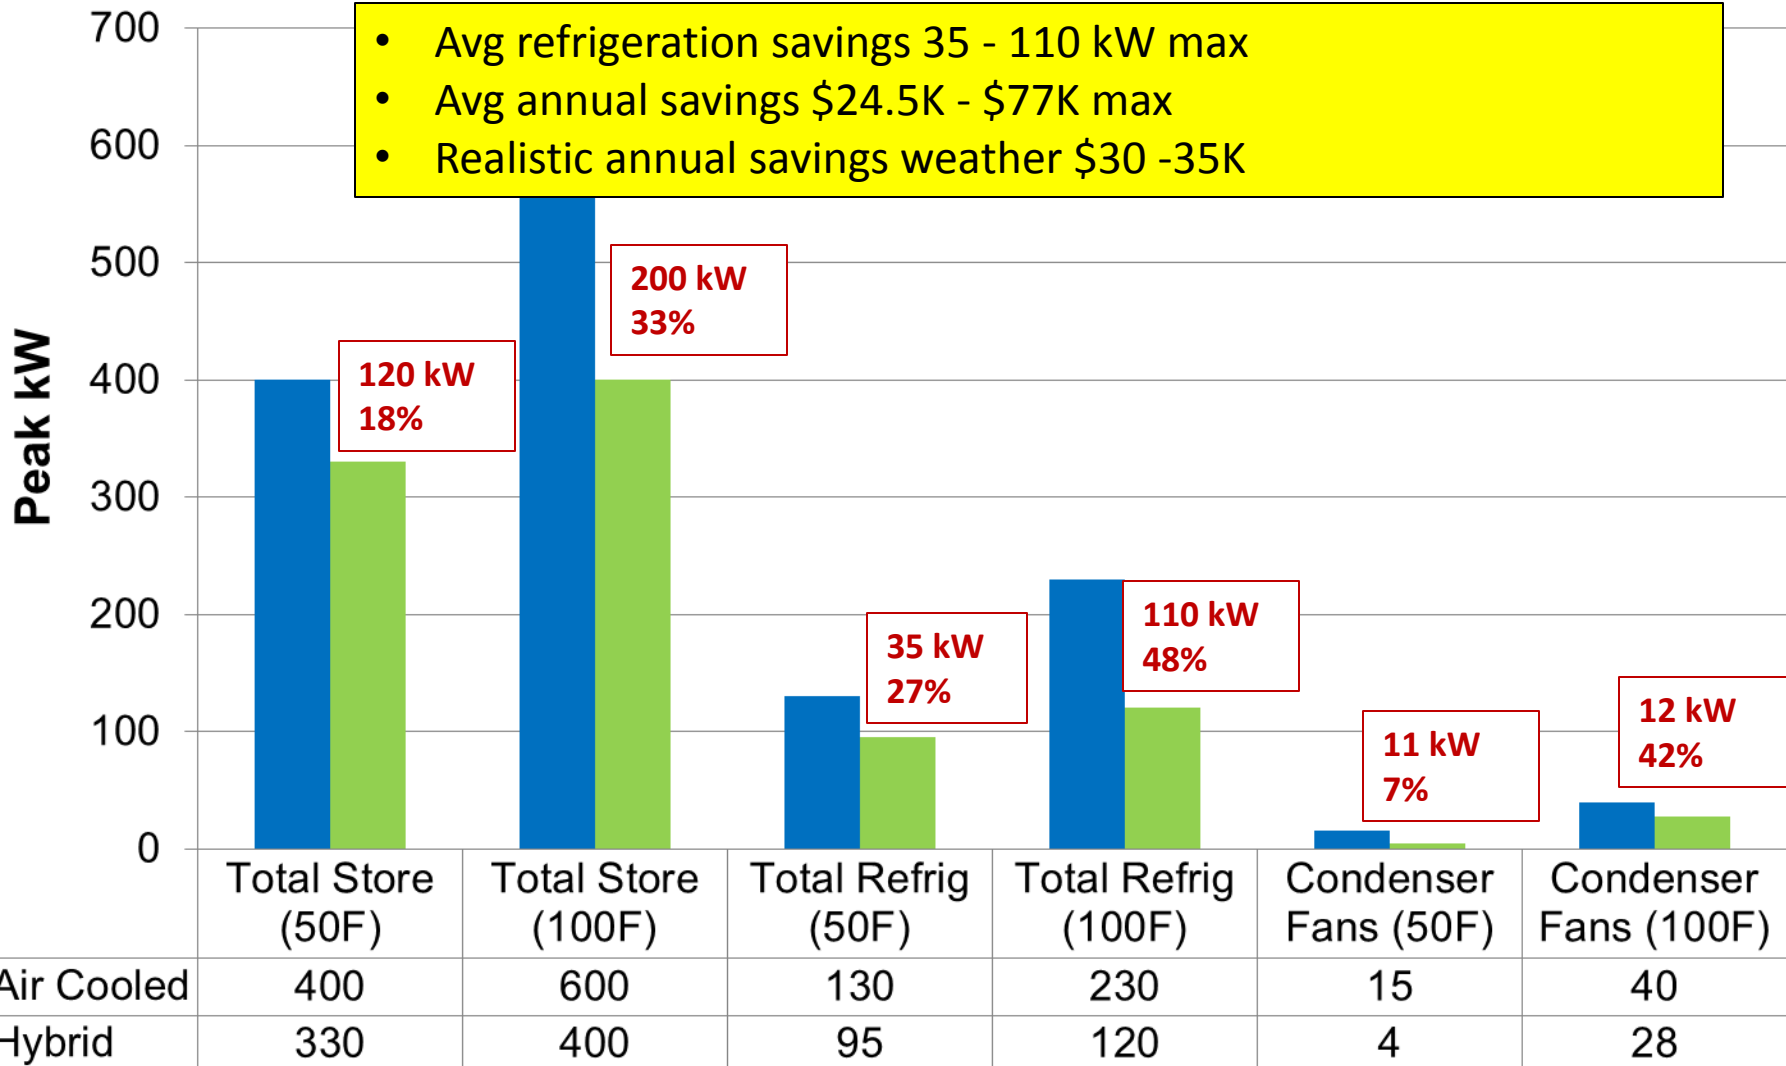 • Avg refrigeration savings 35 - 110 kW max
• Avg annual savings $24.5K - $77K max
• Realistic annual savings weather $30 -35K
Peak kW
700
600
500
400
300
200
100
0
120 kW
18%
200 kW
33%
35 kW
27%
110 kW
48%
11 kW
7%
12 kW
42%
Total Store (50F) Total Store (100F) Total Refrig (50F) Total Refrig (100F) Condenser Fans (50F) Condenser Fans (100F)
Air Cooled 400 600 130 230 15 40
Hybrid 330 400 95 120 4 28